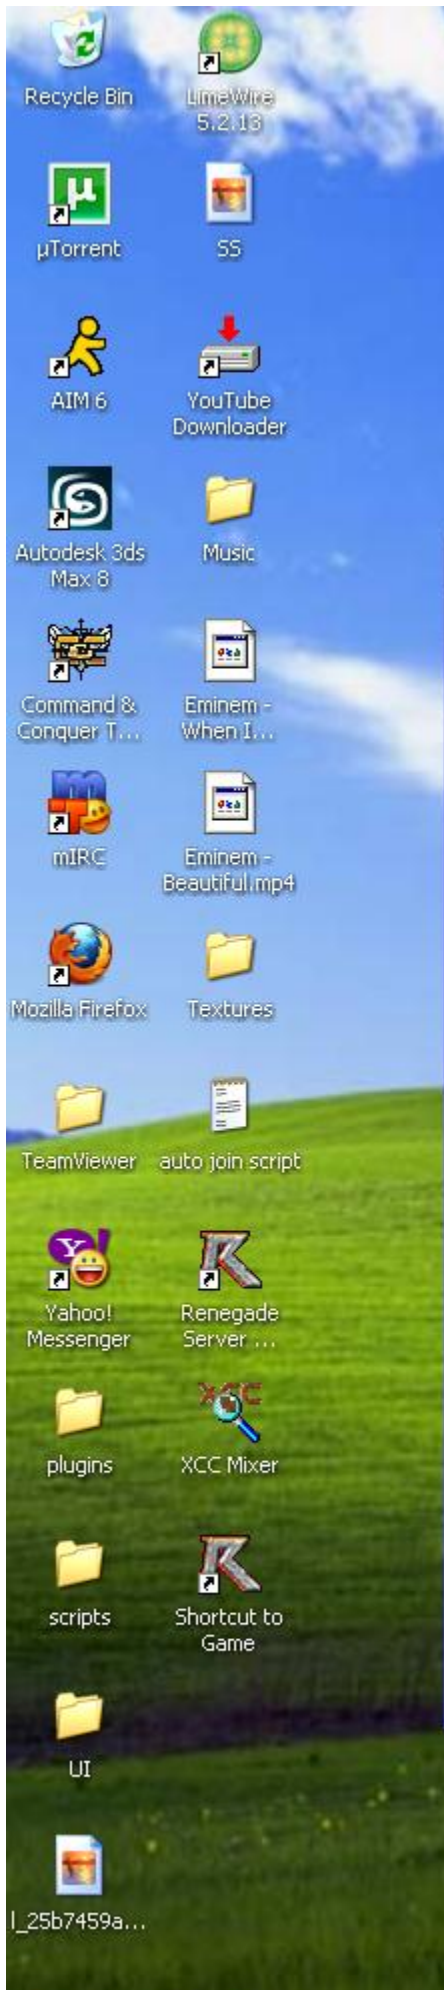 Recycle Bin
LimeWire
5.2.13
µTorrent
SS
AIM 6
YouTube
Downloader
Autodesk 3ds
Max 8
Music
Command &
Conquer T...
Eminem -
When I...
mIRC
Eminem -
Beautiful.mp4
Mozilla Firefox
Textures
TeamViewer
auto join script
Yahoo!
Messenger
Renegade
Server ...
plugins
XCC Mixer
scripts
Shortcut to
Game
UI
l_25b7459a...